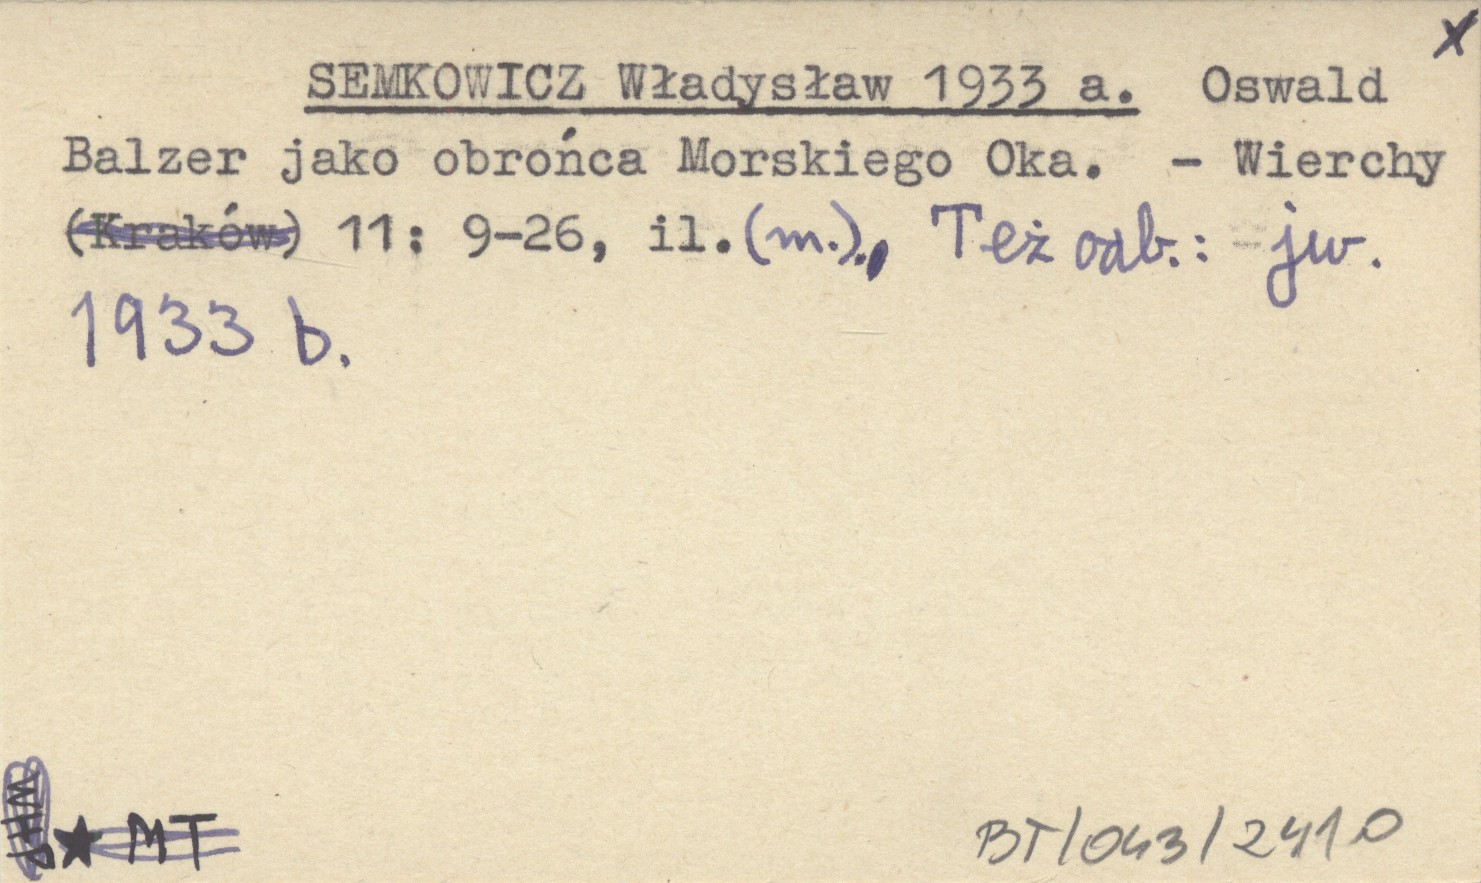 x
SEMKOWICZ Władysław 1933 a. Oswald
Balzer jako obrońca Morskiego Oka. - Wierchy
(Kraków) 11: 9-26, il. (m.)., Też odb.: jw.
1933 b.
★ MT
BT/043/2410